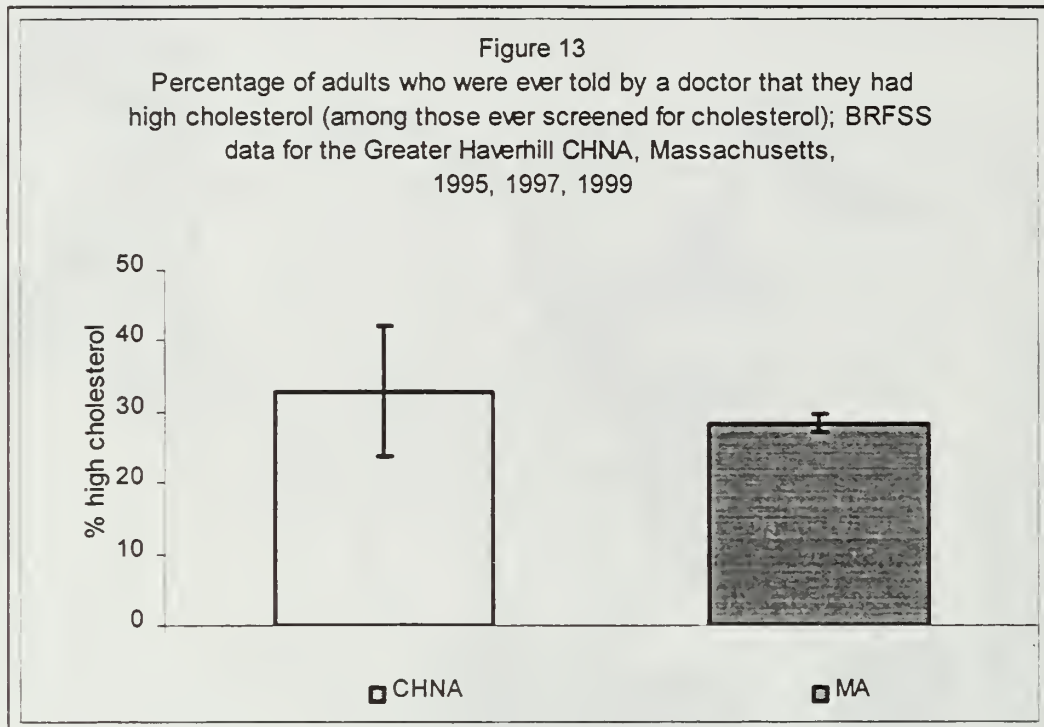 Figure 13
Percentage of adults who were ever told by a doctor that they had
high cholesterol (among those ever screened for cholesterol); BRFSS
data for the Greater Haverhill CHNA, Massachusetts,
1995, 1997, 1999
% high cholesterol
50
40
30
20
10
0
CHNA
MA